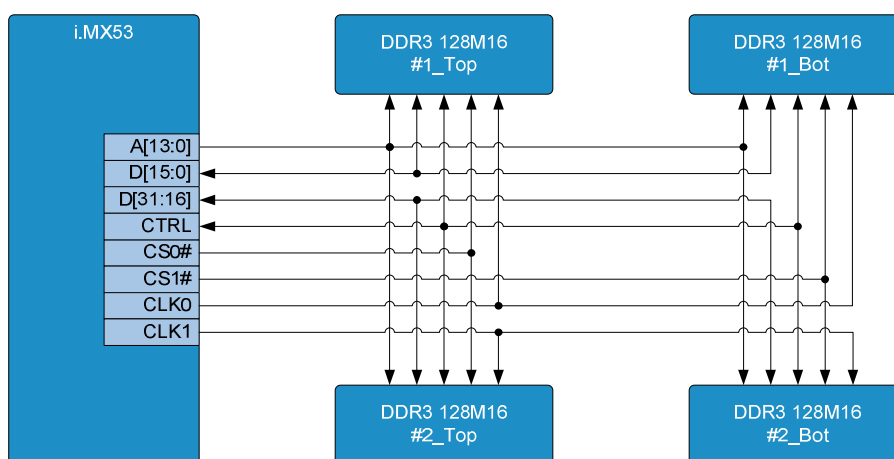 i.MX53
DDR3 128M16
#1_Top
DDR3 128M16
#1_Bot
A[13:0]
D[15:0]
D[31:16]
CTRL
CS0#
CS1#
CLK0
CLK1
DDR3 128M16
#2_Top
DDR3 128M16
#2_Bot